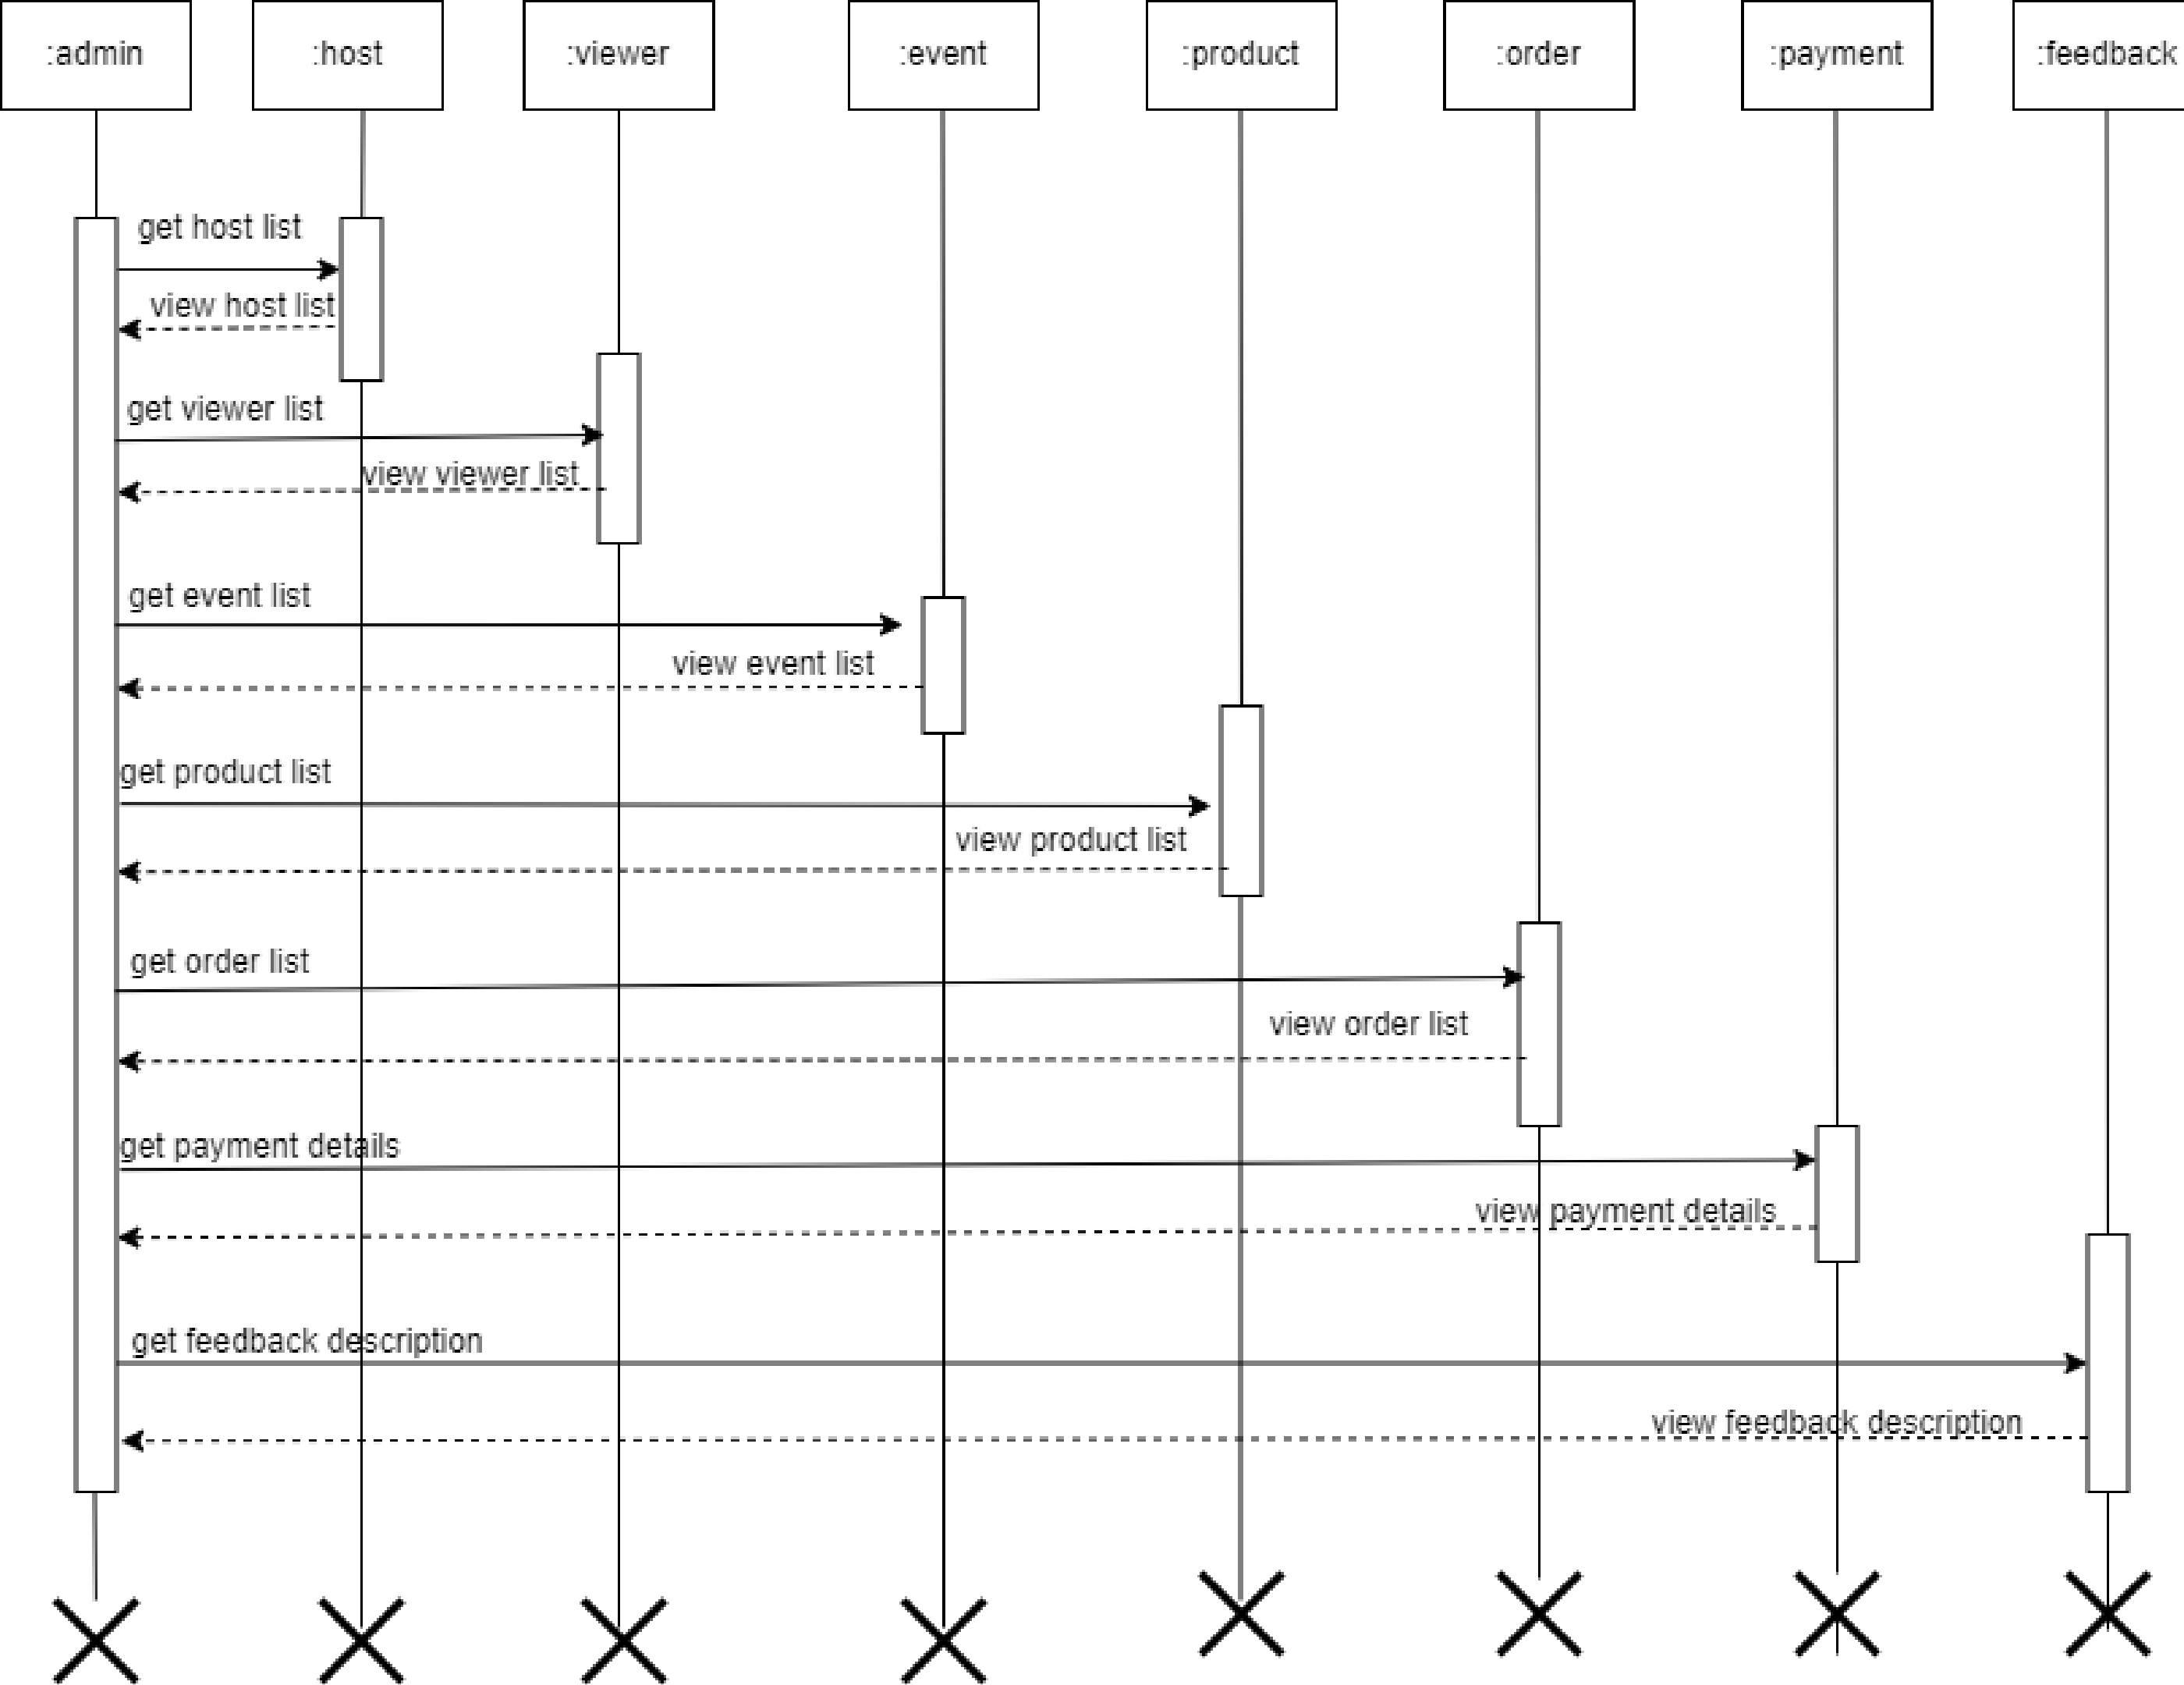 :admin
:host
:viewer
:event
:product
:order
:payment
:feedback
get host list
view host list
get viewer list
view viewer list
get event list
view event list
get product list
view product list
get order list
view order list
get payment details
view payment details
get feedback description
view feedback description